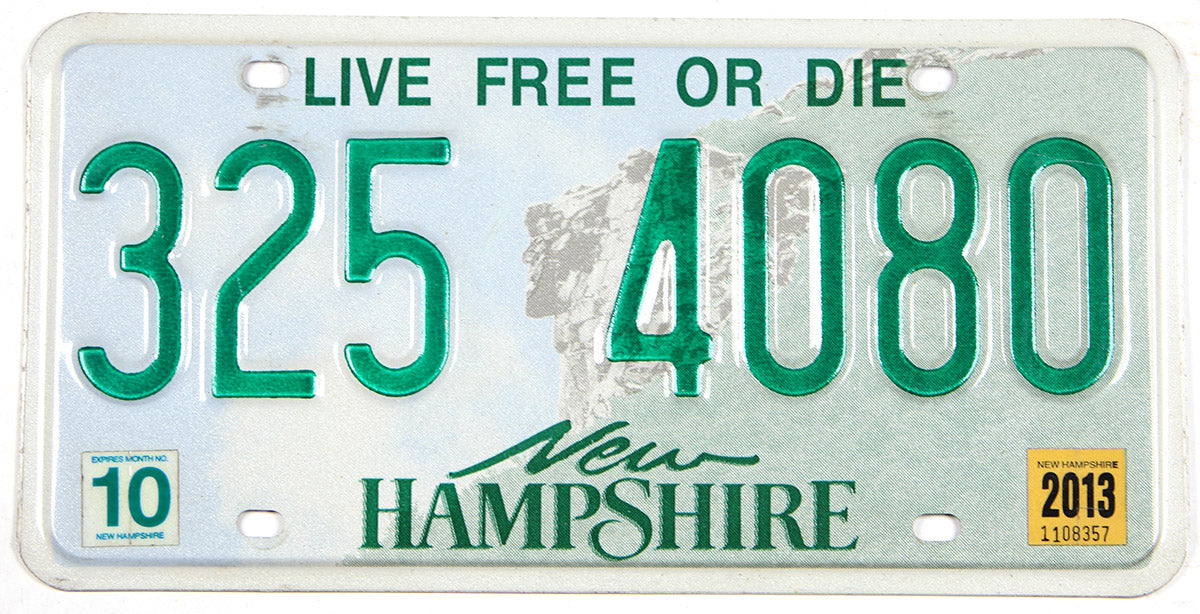 LIVE FREE OR DIE
325 4080
EXPIRES MONTH NO.
10
NEW HAMPSHIRE
New
HAMPSHIRE
NEW HAMPSHIRE
2013
1108357